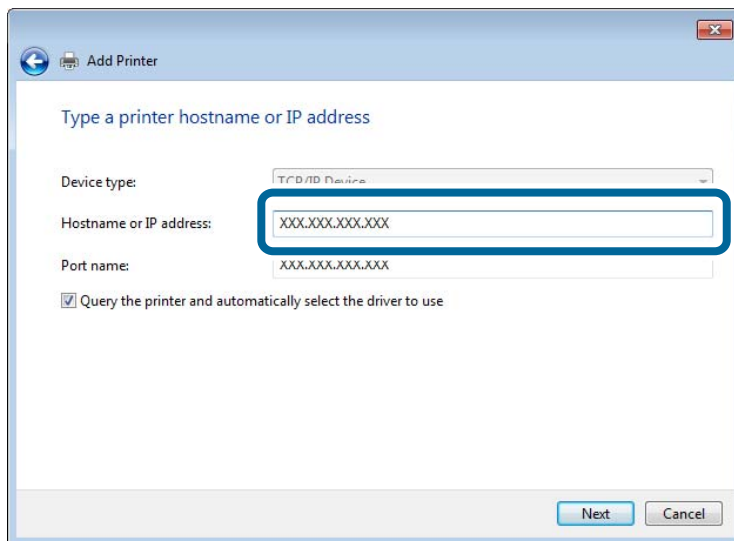 Add Printer
Type a printer hostname or IP address
Device type: TCP/IP Device
Hostname or IP address: XXX.XXX.XXX.XXX
Port name: XXX.XXX.XXX.XXX
Query the printer and automatically select the driver to use
Next Cancel